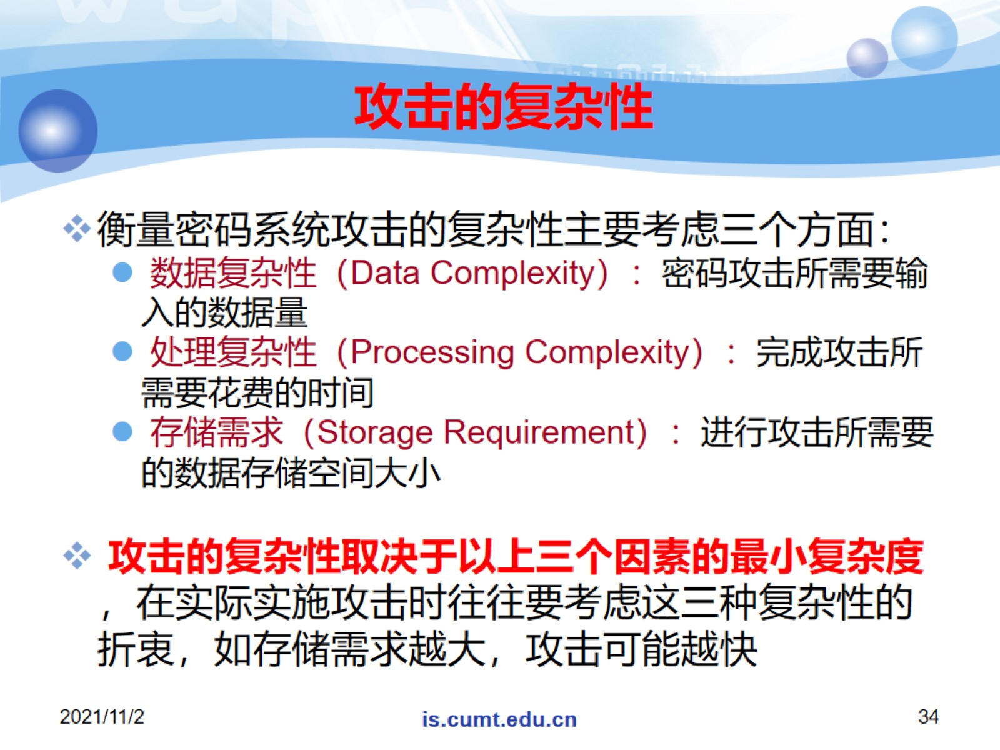 攻击的复杂性
衡量密码系统攻击的复杂性主要考虑三个方面：
数据复杂性（Data Complexity）：密码攻击所需要输
入的数据量
处理复杂性（Processing Complexity）：完成攻击所
需要花费的时间
存储需求（Storage Requirement）：进行攻击所需要
的数据存储空间大小
攻击的复杂性取决于以上三个因素的最小复杂度
，在实际实施攻击时往往要考虑这三种复杂性的
折衷，如存储需求越大，攻击可能越快
2021/11/2
is.cumt.edu.cn
34